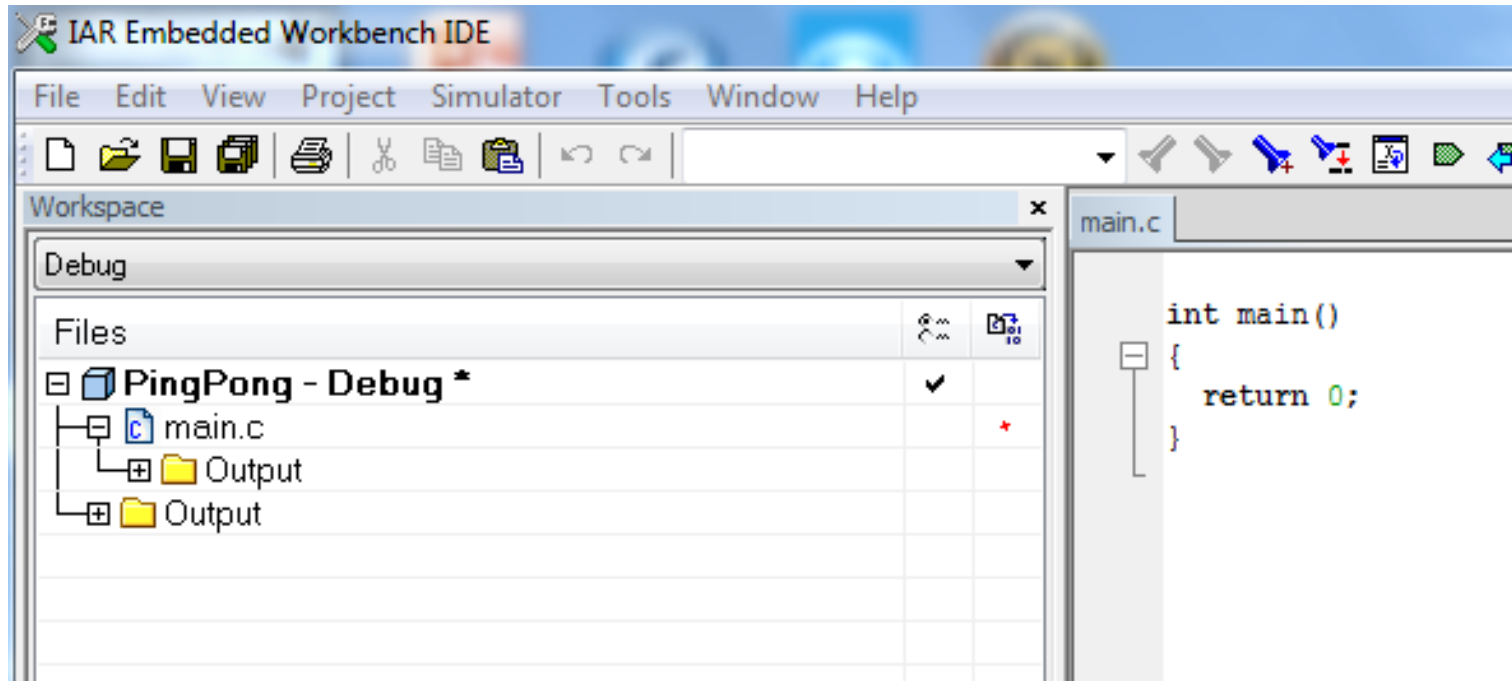 IAR Embedded Workbench IDE
File Edit View Project Simulator Tools Window Help
Workspace
Debug
Files
PingPong - Debug *
main.c
Output
Output
main.c
int main()
{
return 0;
}